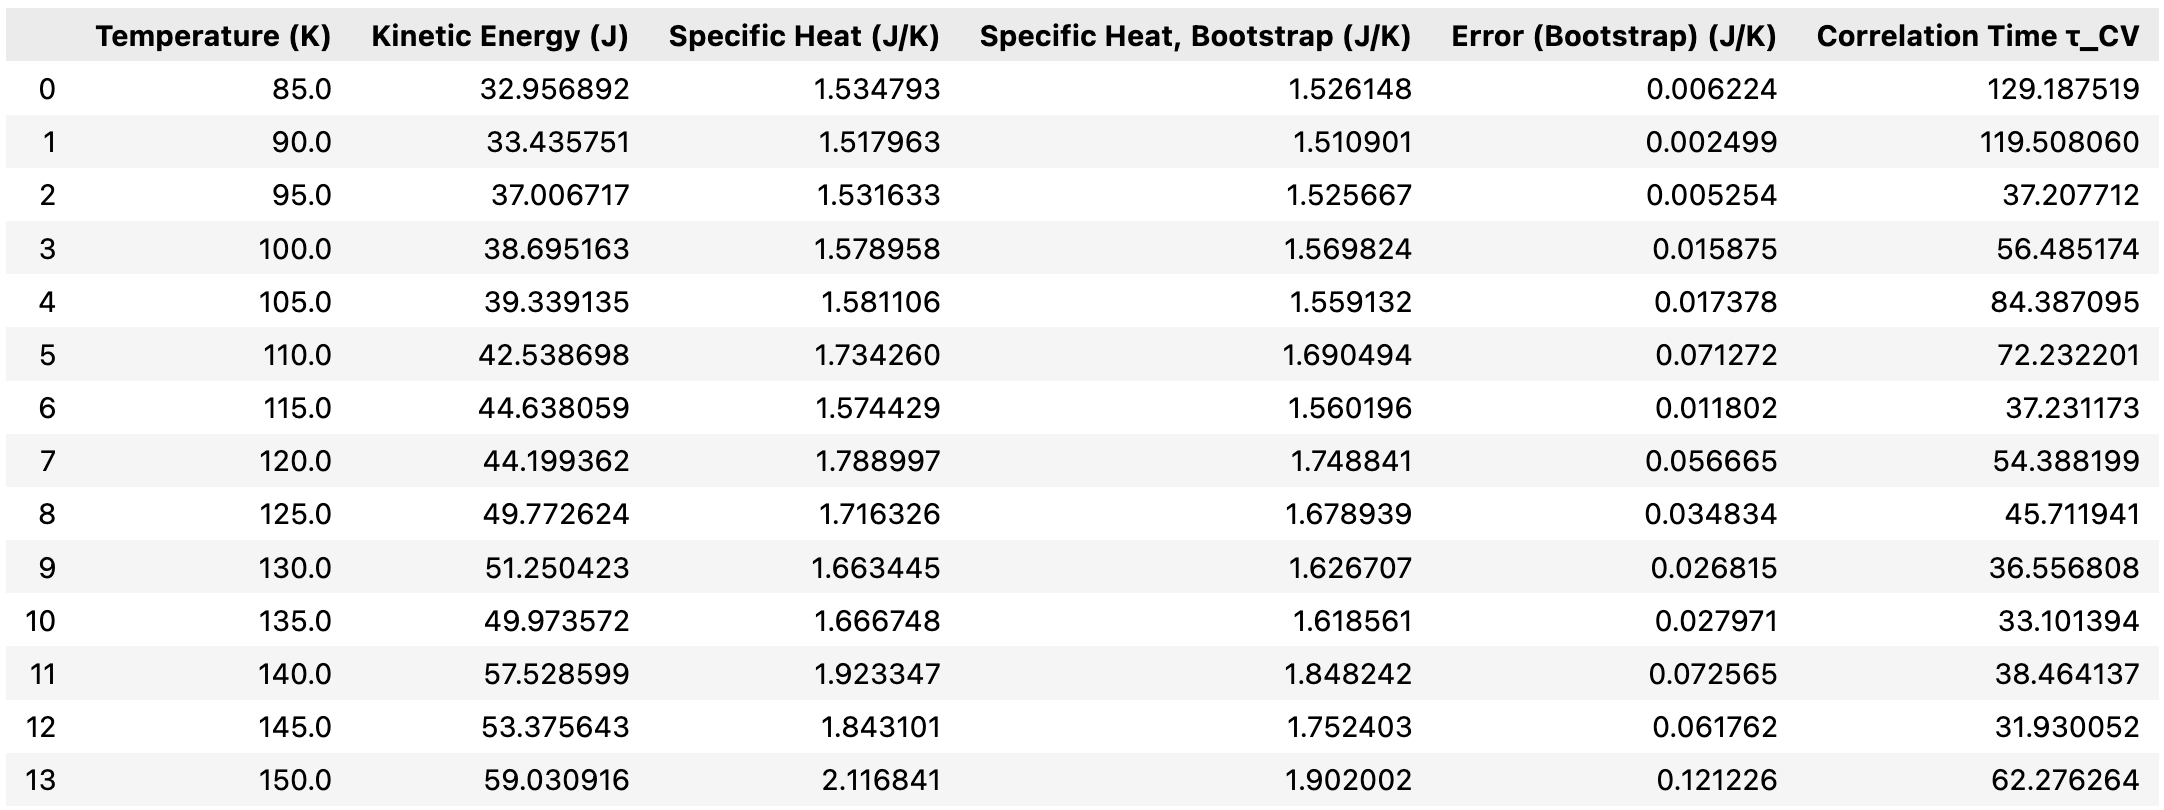 Temperature (K) Kinetic Energy (J) Specific Heat (J/K) Specific Heat, Bootstrap (J/K) Error (Bootstrap) (J/K) Correlation Time τ_CV
0 85.0 32.956892 1.534793 1.526148 0.006224 129.187519
1 90.0 33.435751 1.517963 1.510901 0.002499 119.508060
2 95.0 37.006717 1.531633 1.525667 0.005254 37.207712
3 100.0 38.695163 1.578958 1.569824 0.015875 56.485174
4 105.0 39.339135 1.581106 1.559132 0.017378 84.387095
5 110.0 42.538698 1.734260 1.690494 0.071272 72.232201
6 115.0 44.638059 1.574429 1.560196 0.011802 37.231173
7 120.0 44.199362 1.788997 1.748841 0.056665 54.388199
8 125.0 49.772624 1.716326 1.678939 0.034834 45.711941
9 130.0 51.250423 1.663445 1.626707 0.026815 36.556808
10 135.0 49.973572 1.666748 1.618561 0.027971 33.101394
11 140.0 57.528599 1.923347 1.848242 0.072565 38.464137
12 145.0 53.375643 1.843101 1.752403 0.061762 31.930052
13 150.0 59.030916 2.116841 1.902002 0.121226 62.276264